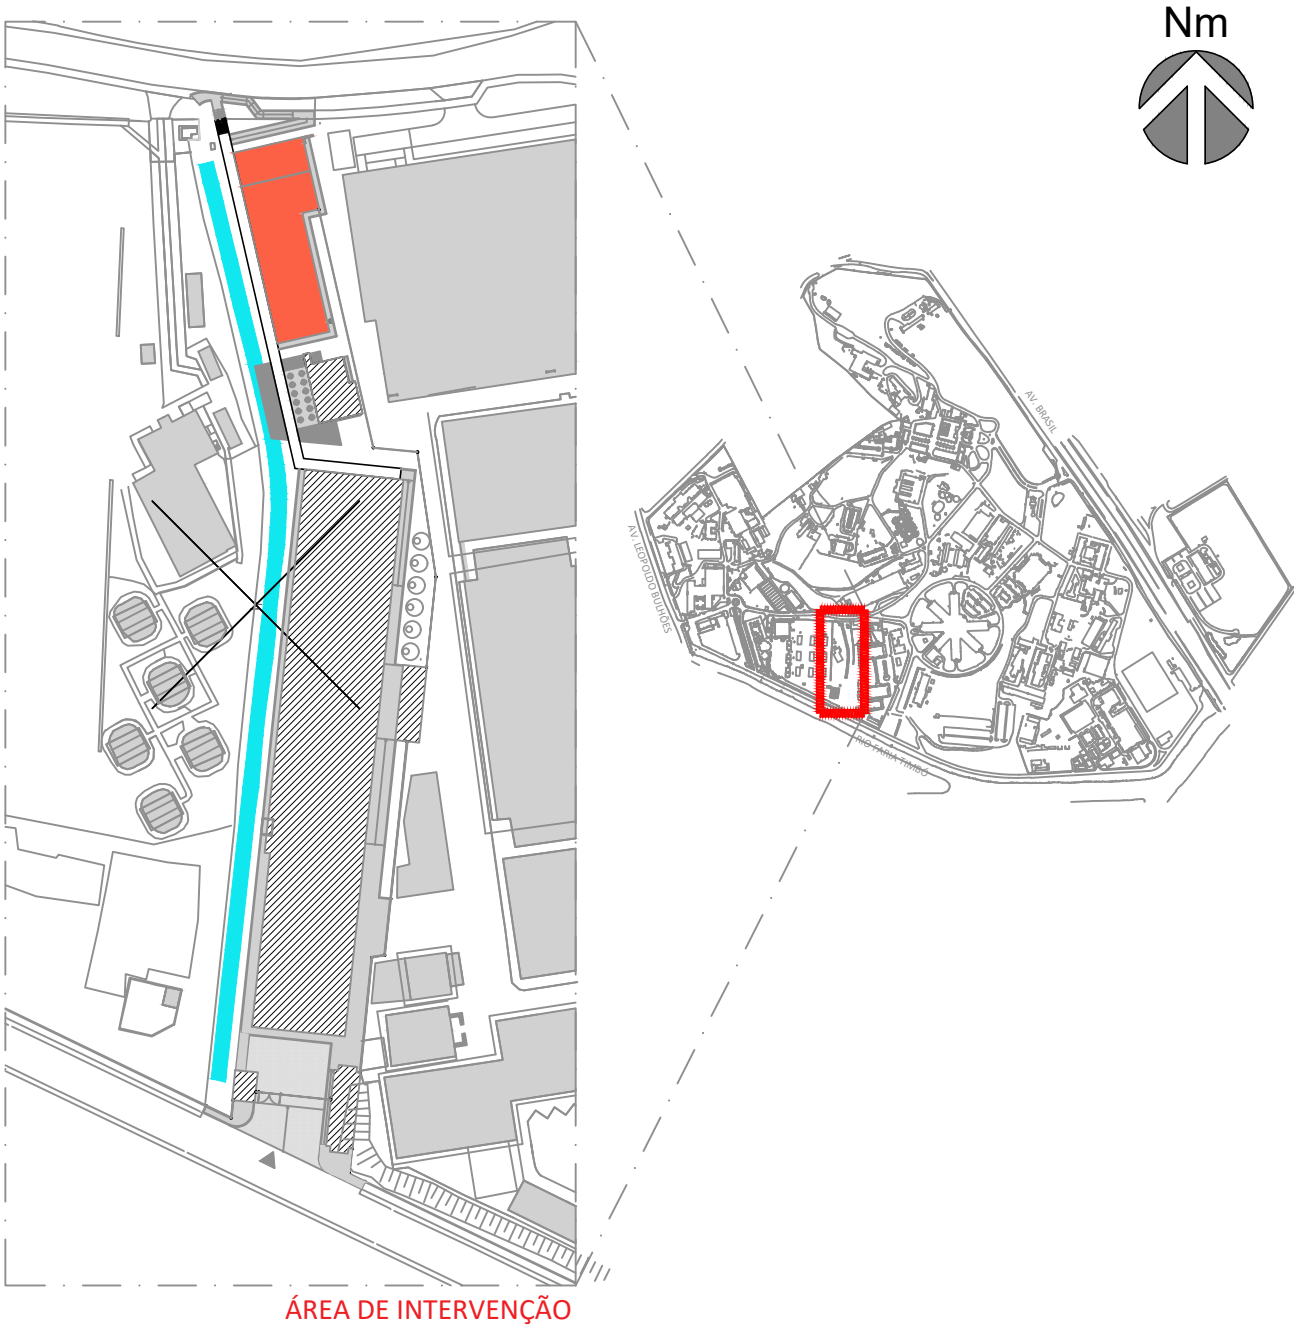 Nm
AV. BRASIL
AV. LEOPOLDO BULHÕES
RIO FARIA TIMBÓ
ÁREA DE INTERVENÇÃO